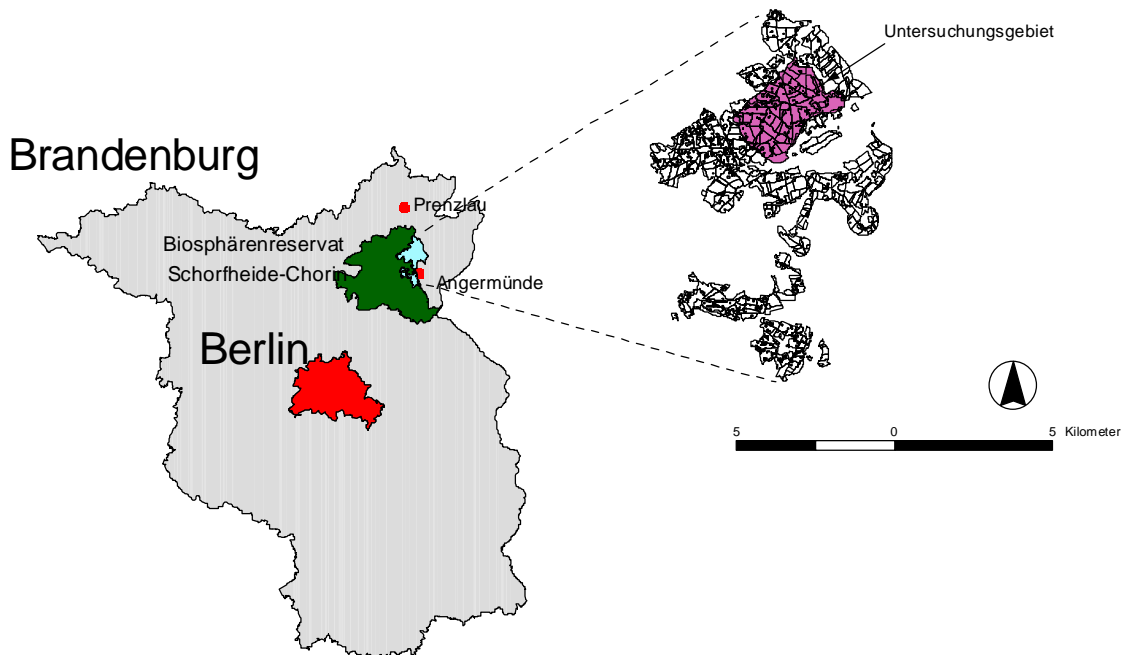 Untersuchungsgebiet
Brandenburg
Prenzlau
Biosphärenreservat
Schorfheide-Chorin
Angermünde
Berlin
5 0 5 Kilometer